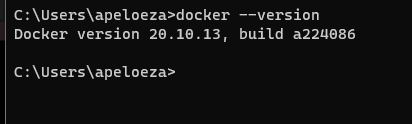 C:\Users\apeloeza>docker --version
Docker version 20.10.13, build a224086
C:\Users\apeloeza>